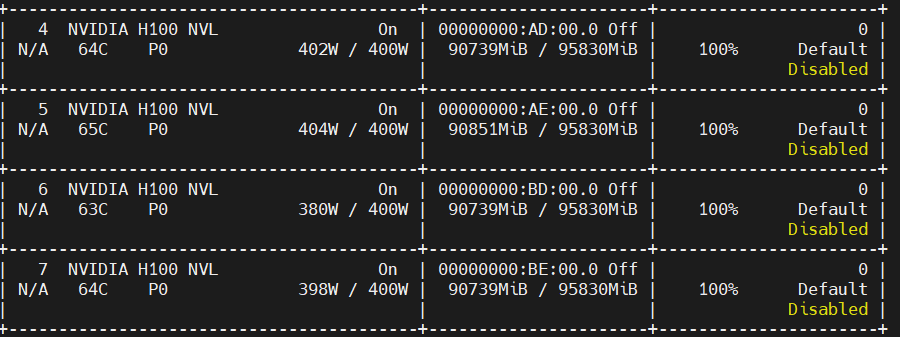 +-----------------------------------------+------------------------+----------------------+
|   4  NVIDIA H100 NVL                On  | 00000000:AD:00.0 Off |                    0 |
| N/A   64C    P0             402W / 400W |  90739MiB / 95830MiB |    100%      Default |
|                                         |                      |             Disabled |
+-----------------------------------------+----------------------+----------------------+
|   5  NVIDIA H100 NVL                On  | 00000000:AE:00.0 Off |                    0 |
| N/A   65C    P0             404W / 400W |  90851MiB / 95830MiB |    100%      Default |
|                                         |                      |             Disabled |
+-----------------------------------------+----------------------+----------------------+
|   6  NVIDIA H100 NVL                On  | 00000000:BD:00.0 Off |                    0 |
| N/A   63C    P0             380W / 400W |  90739MiB / 95830MiB |    100%      Default |
|                                         |                      |             Disabled |
+-----------------------------------------+----------------------+----------------------+
|   7  NVIDIA H100 NVL                On  | 00000000:BE:00.0 Off |                    0 |
| N/A   64C    P0             398W / 400W |  90739MiB / 95830MiB |    100%      Default |
|                                         |                      |             Disabled |
+-----------------------------------------+----------------------+----------------------+